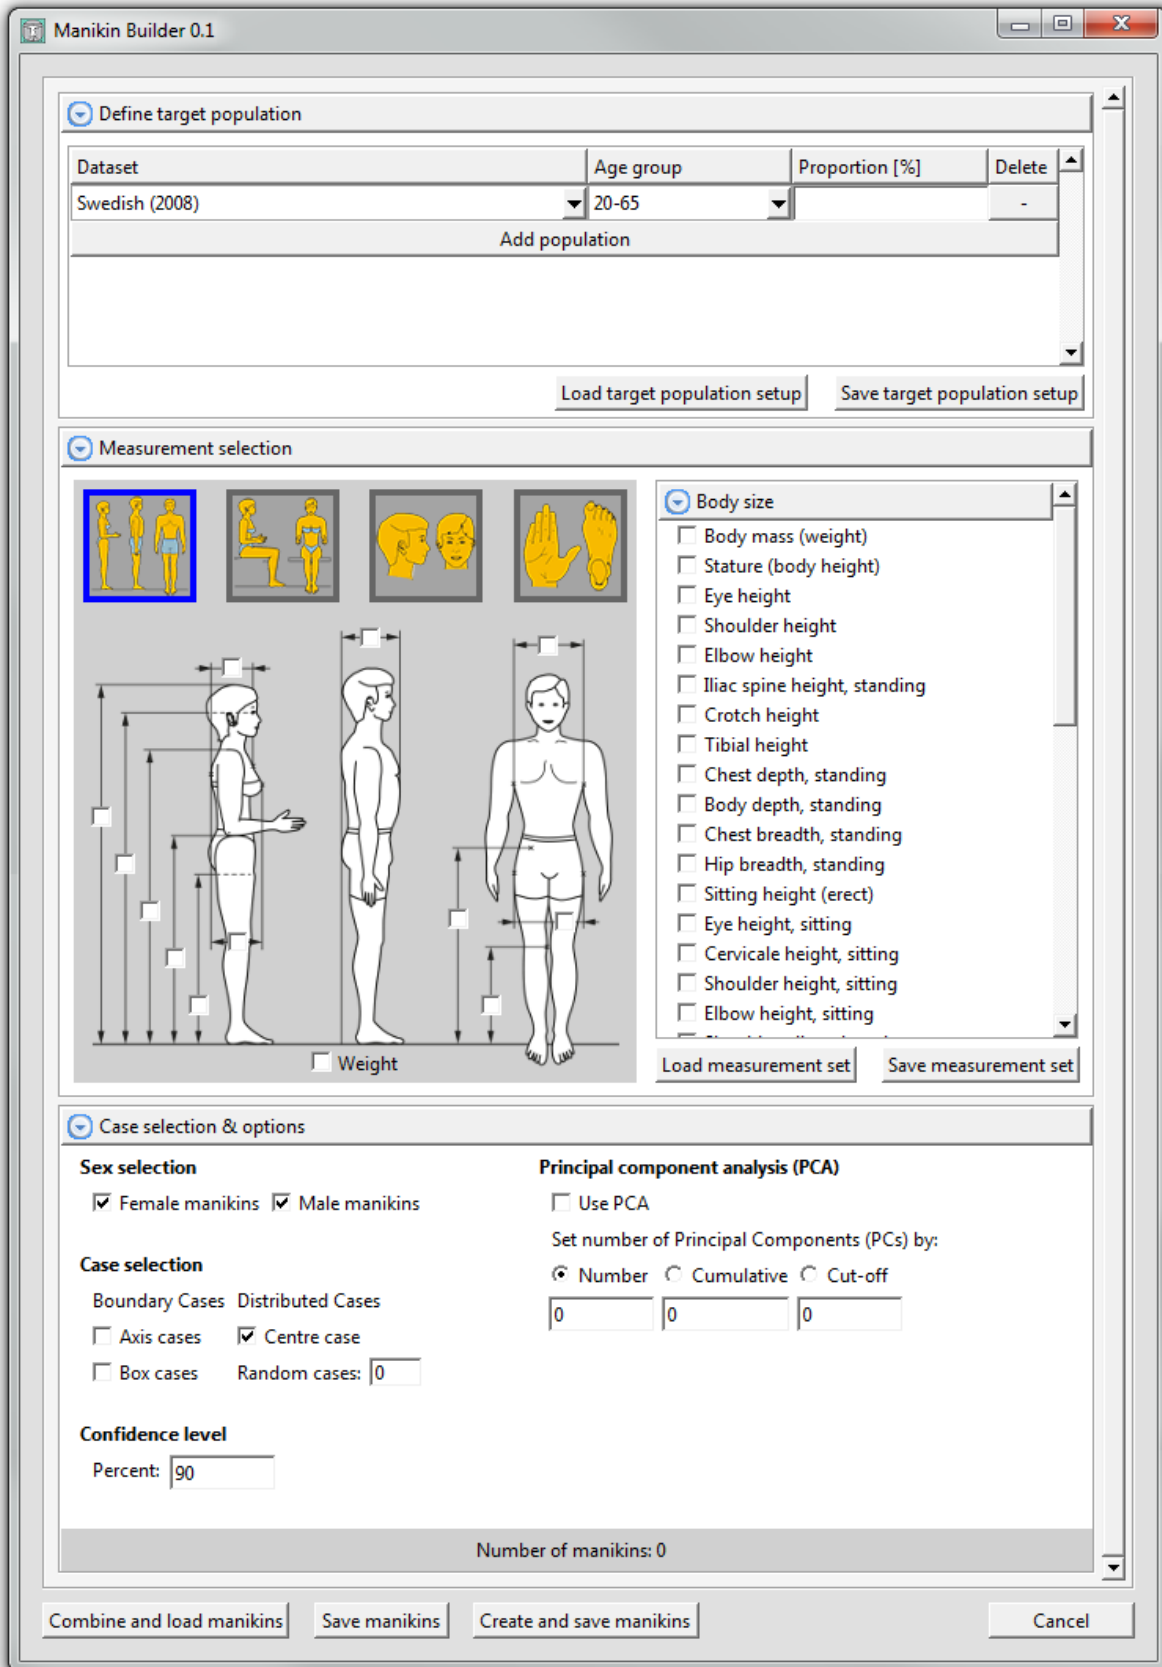 Manikin Builder 0.1
Define target population
Dataset Age group Proportion [%] Delete
Swedish (2008) 20-65 -
Add population
Load target population setup Save target population setup
Measurement selection
Body size
Body mass (weight)
Stature (body height)
Eye height
Shoulder height
Elbow height
Iliac spine height, standing
Crotch height
Tibial height
Chest depth, standing
Body depth, standing
Chest breadth, standing
Hip breadth, standing
Sitting height (erect)
Eye height, sitting
Cervicale height, sitting
Shoulder height, sitting
Elbow height, sitting
Weight
Load measurement set Save measurement set
Case selection & options
Sex selection
Female manikins Male manikins
Case selection
Boundary Cases Distributed Cases
Axis cases Centre case
Box cases Random cases: 0
Confidence level
Percent: 90
Principal component analysis (PCA)
Use PCA
Set number of Principal Components (PCs) by:
Number Cumulative Cut-off
0 0 0
Number of manikins: 0
Combine and load manikins Save manikins Create and save manikins Cancel